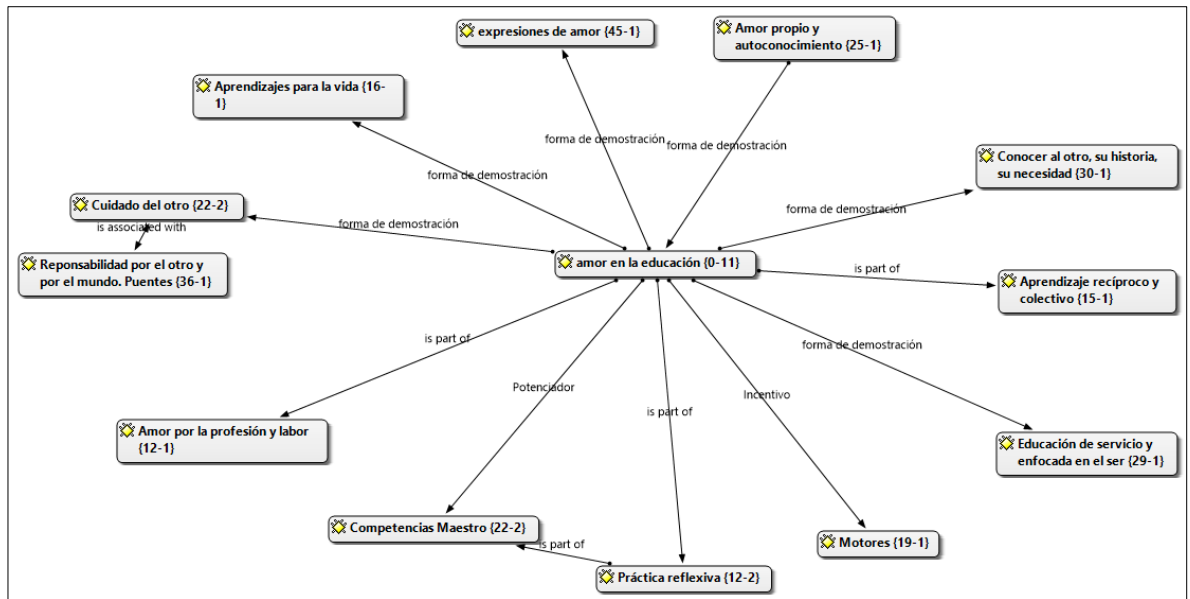 expresiones de amor {45-1}
Amor propio y
autoconocimiento {25-1}
Aprendizajes para la vida {16-
1}
forma de demostración
forma de demostración
Conocer al otro, su historia,
su necesidad {30-1}
forma de demostración
Cuidado del otro {22-2}
forma de demostración
forma de demostración
is associated with
Reponsabilidad por el otro y
por el mundo. Puentes {36-1}
amor en la educación {0-11}
is part of
Aprendizaje recíproco y
colectivo {15-1}
is part of
forma de demostración
Potenciador
Incentivo
is part of
Amor por la profesión y labor
{12-1}
Educación de servicio y
enfocada en el ser {29-1}
Competencias Maestro {22-2}
is part of
Motores {19-1}
Práctica reflexiva {12-2}